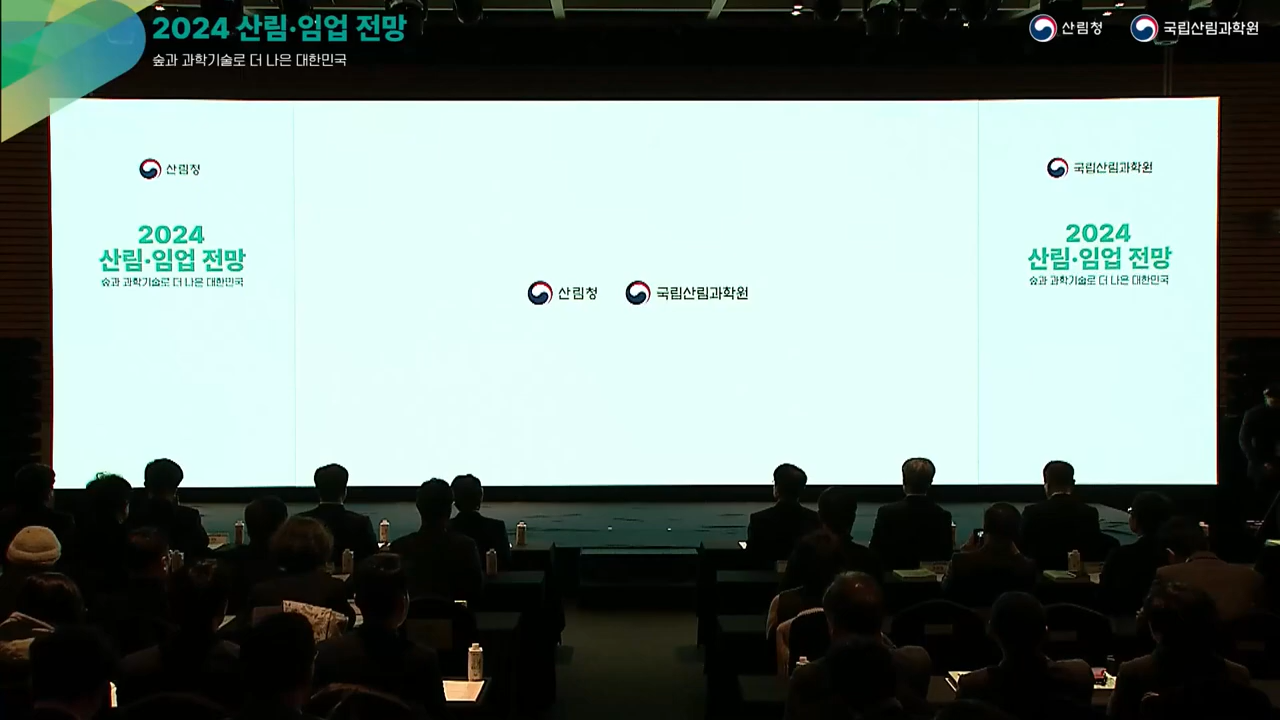 2024 산림·임업 전망
숲과 과학기술로 더 나은 대한민국
산림청
국립산림과학원
산림청
2024
산림·임업 전망
숲과 과학기술로 더 나은 대한민국
산림청
국립산림과학원
국립산림과학원
2024
산림·임업 전망
숲과 과학기술로 더 나은 대한민국